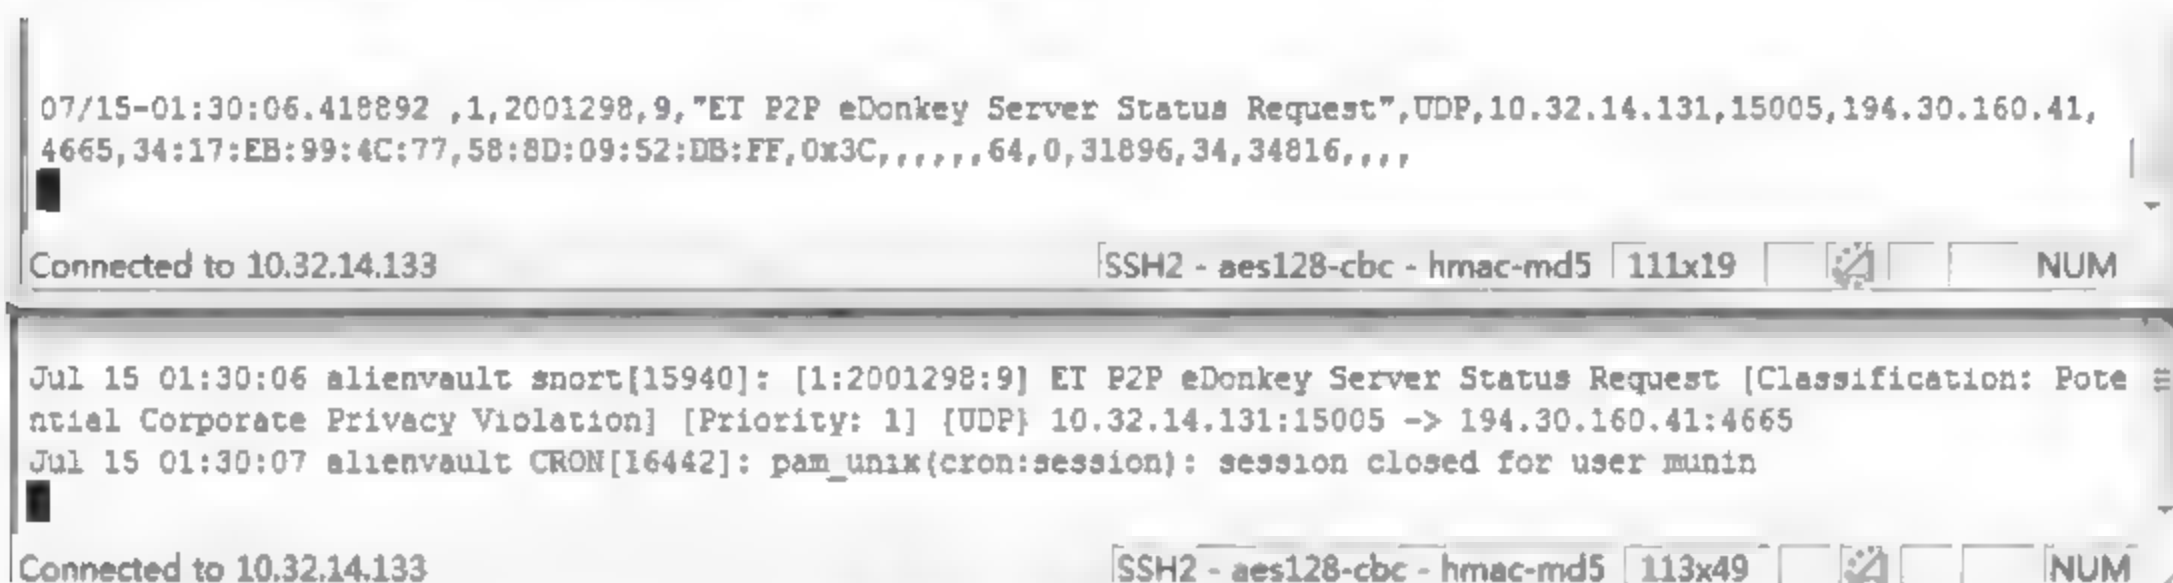 07/15-01:30:06.418892 ,1,2001298,9,"ET P2P eDonkey Server Status Request",UDP,10.32.14.131,15005,194.30.160.41,
4665,34:17:EB:99:4C:77,58:8D:09:52:DB:FF,0x3C,,,,,,64,0,31896,34,34816,,,,
Connected to 10.32.14.133 SSH2 - aes128-cbc - hmac-md5 111x19 NUM
Jul 15 01:30:06 alienvault snort[15940]: [1:2001298:9] ET P2P eDonkey Server Status Request [Classification: Pote
ntial Corporate Privacy Violation] [Priority: 1] {UDP} 10.32.14.131:15005 -> 194.30.160.41:4665
Jul 15 01:30:07 alienvault CRON[16442]: pam_unix(cron:session): session closed for user munin
Connected to 10.32.14.133 SSH2 - aes128-cbc - hmac-md5 113x49 NUM